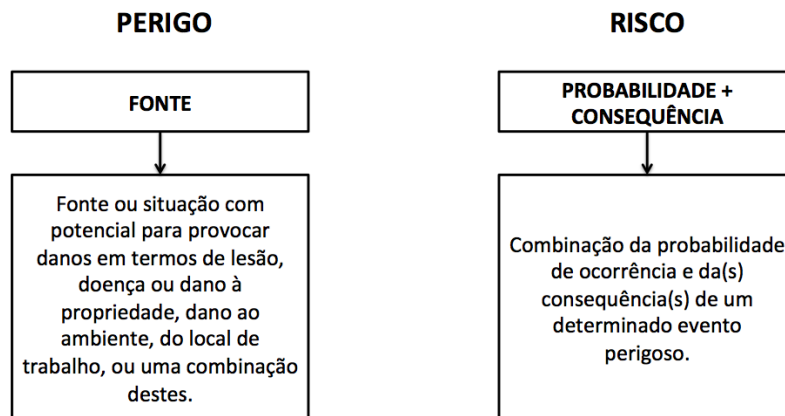 PERIGO
FONTE
Fonte ou situação com
potencial para provocar
danos em termos de lesão,
doença ou dano à
propriedade, dano ao
ambiente, do local de
trabalho, ou uma combinação
destes.
RISCO
PROBABILIDADE +
CONSEQUÊNCIA
Combinação da probabilidade
de ocorrência e da(s)
consequência(s) de um
determinado evento
perigoso.